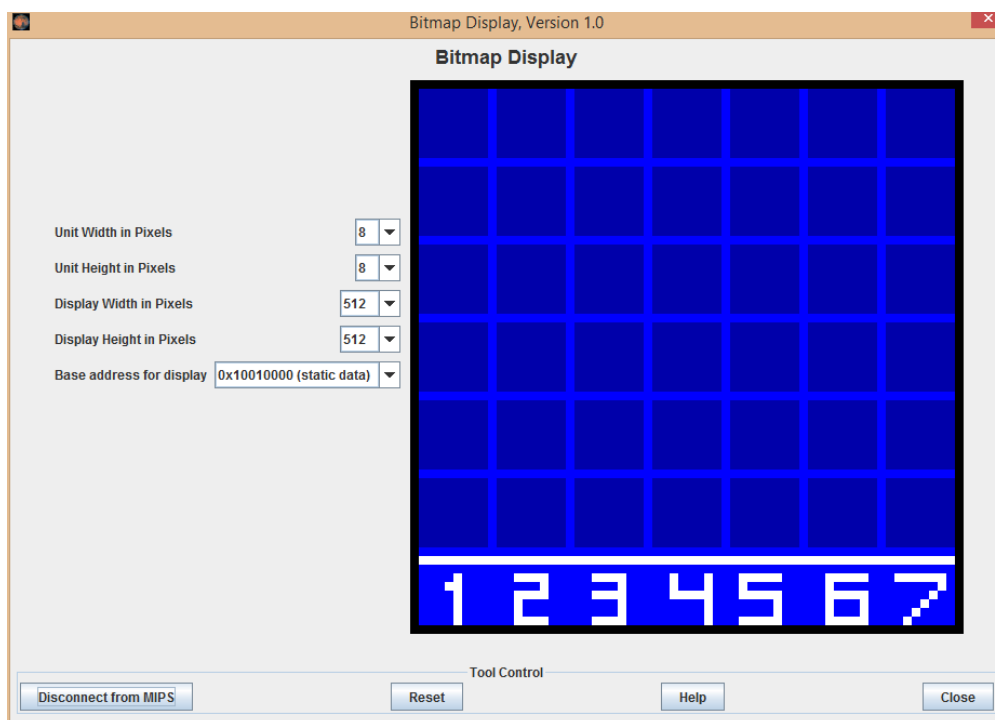 Bitmap Display, Version 1.0
Bitmap Display
Unit Width in Pixels 8
Unit Height in Pixels 8
Display Width in Pixels 512
Display Height in Pixels 512
Base address for display 0x10010000 (static data)
1 2 3 4 5 6 7
Tool Control
Disconnect from MIPS Reset Help Close